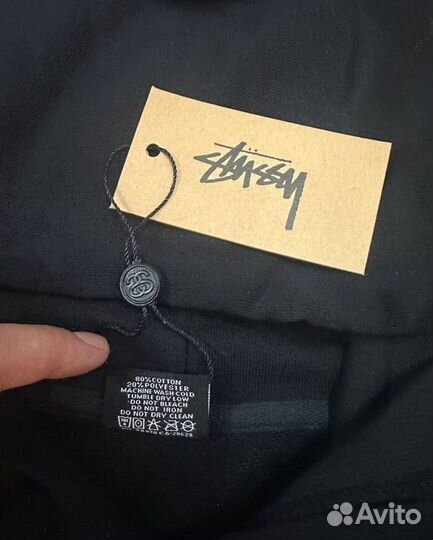 STÜSSY
80% COTTON
20% POLYESTER
MACHINE WASH COLD
TUMBLE DRY LOW
-DO NOT BLEACH
-DO NOT IRON
DO NOT DRY CLEAN
Avito